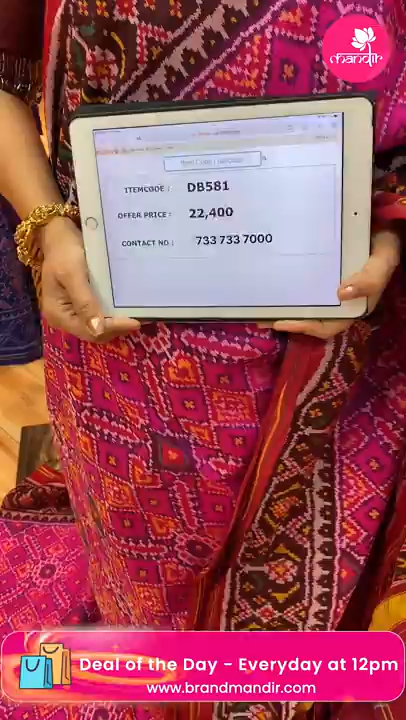 mandir
ITEMCODE : DB581
OFFER PRICE : 22,400
CONTACT NO : 733 733 7000
Deal of the Day - Everyday at 12pm
www.brandmandir.com